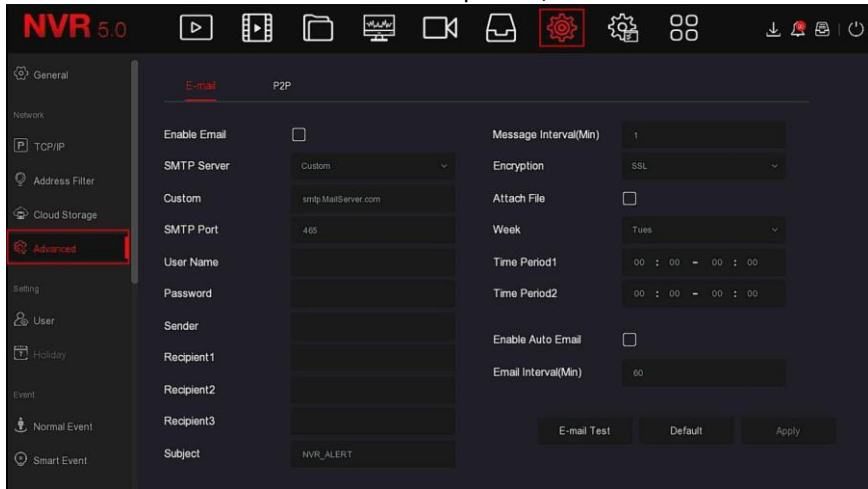 NVR 5.0
General
Network
TCP/IP
Address Filter
Cloud Storage
Advanced
Setting
User
Holiday
Event
Normal Event
Smart Event
E-mail P2P
Enable Email
SMTP Server Custom
Custom smtp.MailServer.com
SMTP Port 465
User Name
Password
Sender
Recipient1
Recipient2
Recipient3
Subject NVR_ALERT
Message Interval(Min) 1
Encryption SSL
Attach File
Week Tues
Time Period1 00 : 00 - 00 : 00
Time Period2 00 : 00 - 00 : 00
Enable Auto Email
Email Interval(Min) 60
E-mail Test Default Apply